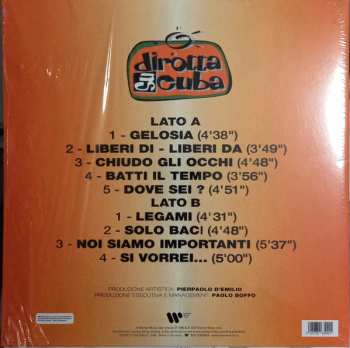 dirotta
su cuba
LATO A
1 - GELOSIA (4'38")
2 - LIBERI DI - LIBERI DA (3'49")
3 - CHIUDO GLI OCCHI (4'48")
4 - BATTI IL TEMPO (3'56")
5 - DOVE SEI ? (4'51")
LATO B
1 - LEGAMI (4'31")
2 - SOLO BACI (4'48")
3 - NOI SIAMO IMPORTANTI (5'37")
4 - SI VORREI... (5'00")
PRODUZIONE ARTISTICA: PIERPAOLO D'EMILIO
PRODUZIONE ESECUTIVA E MANAGEMENT: PAOLO BOFFO